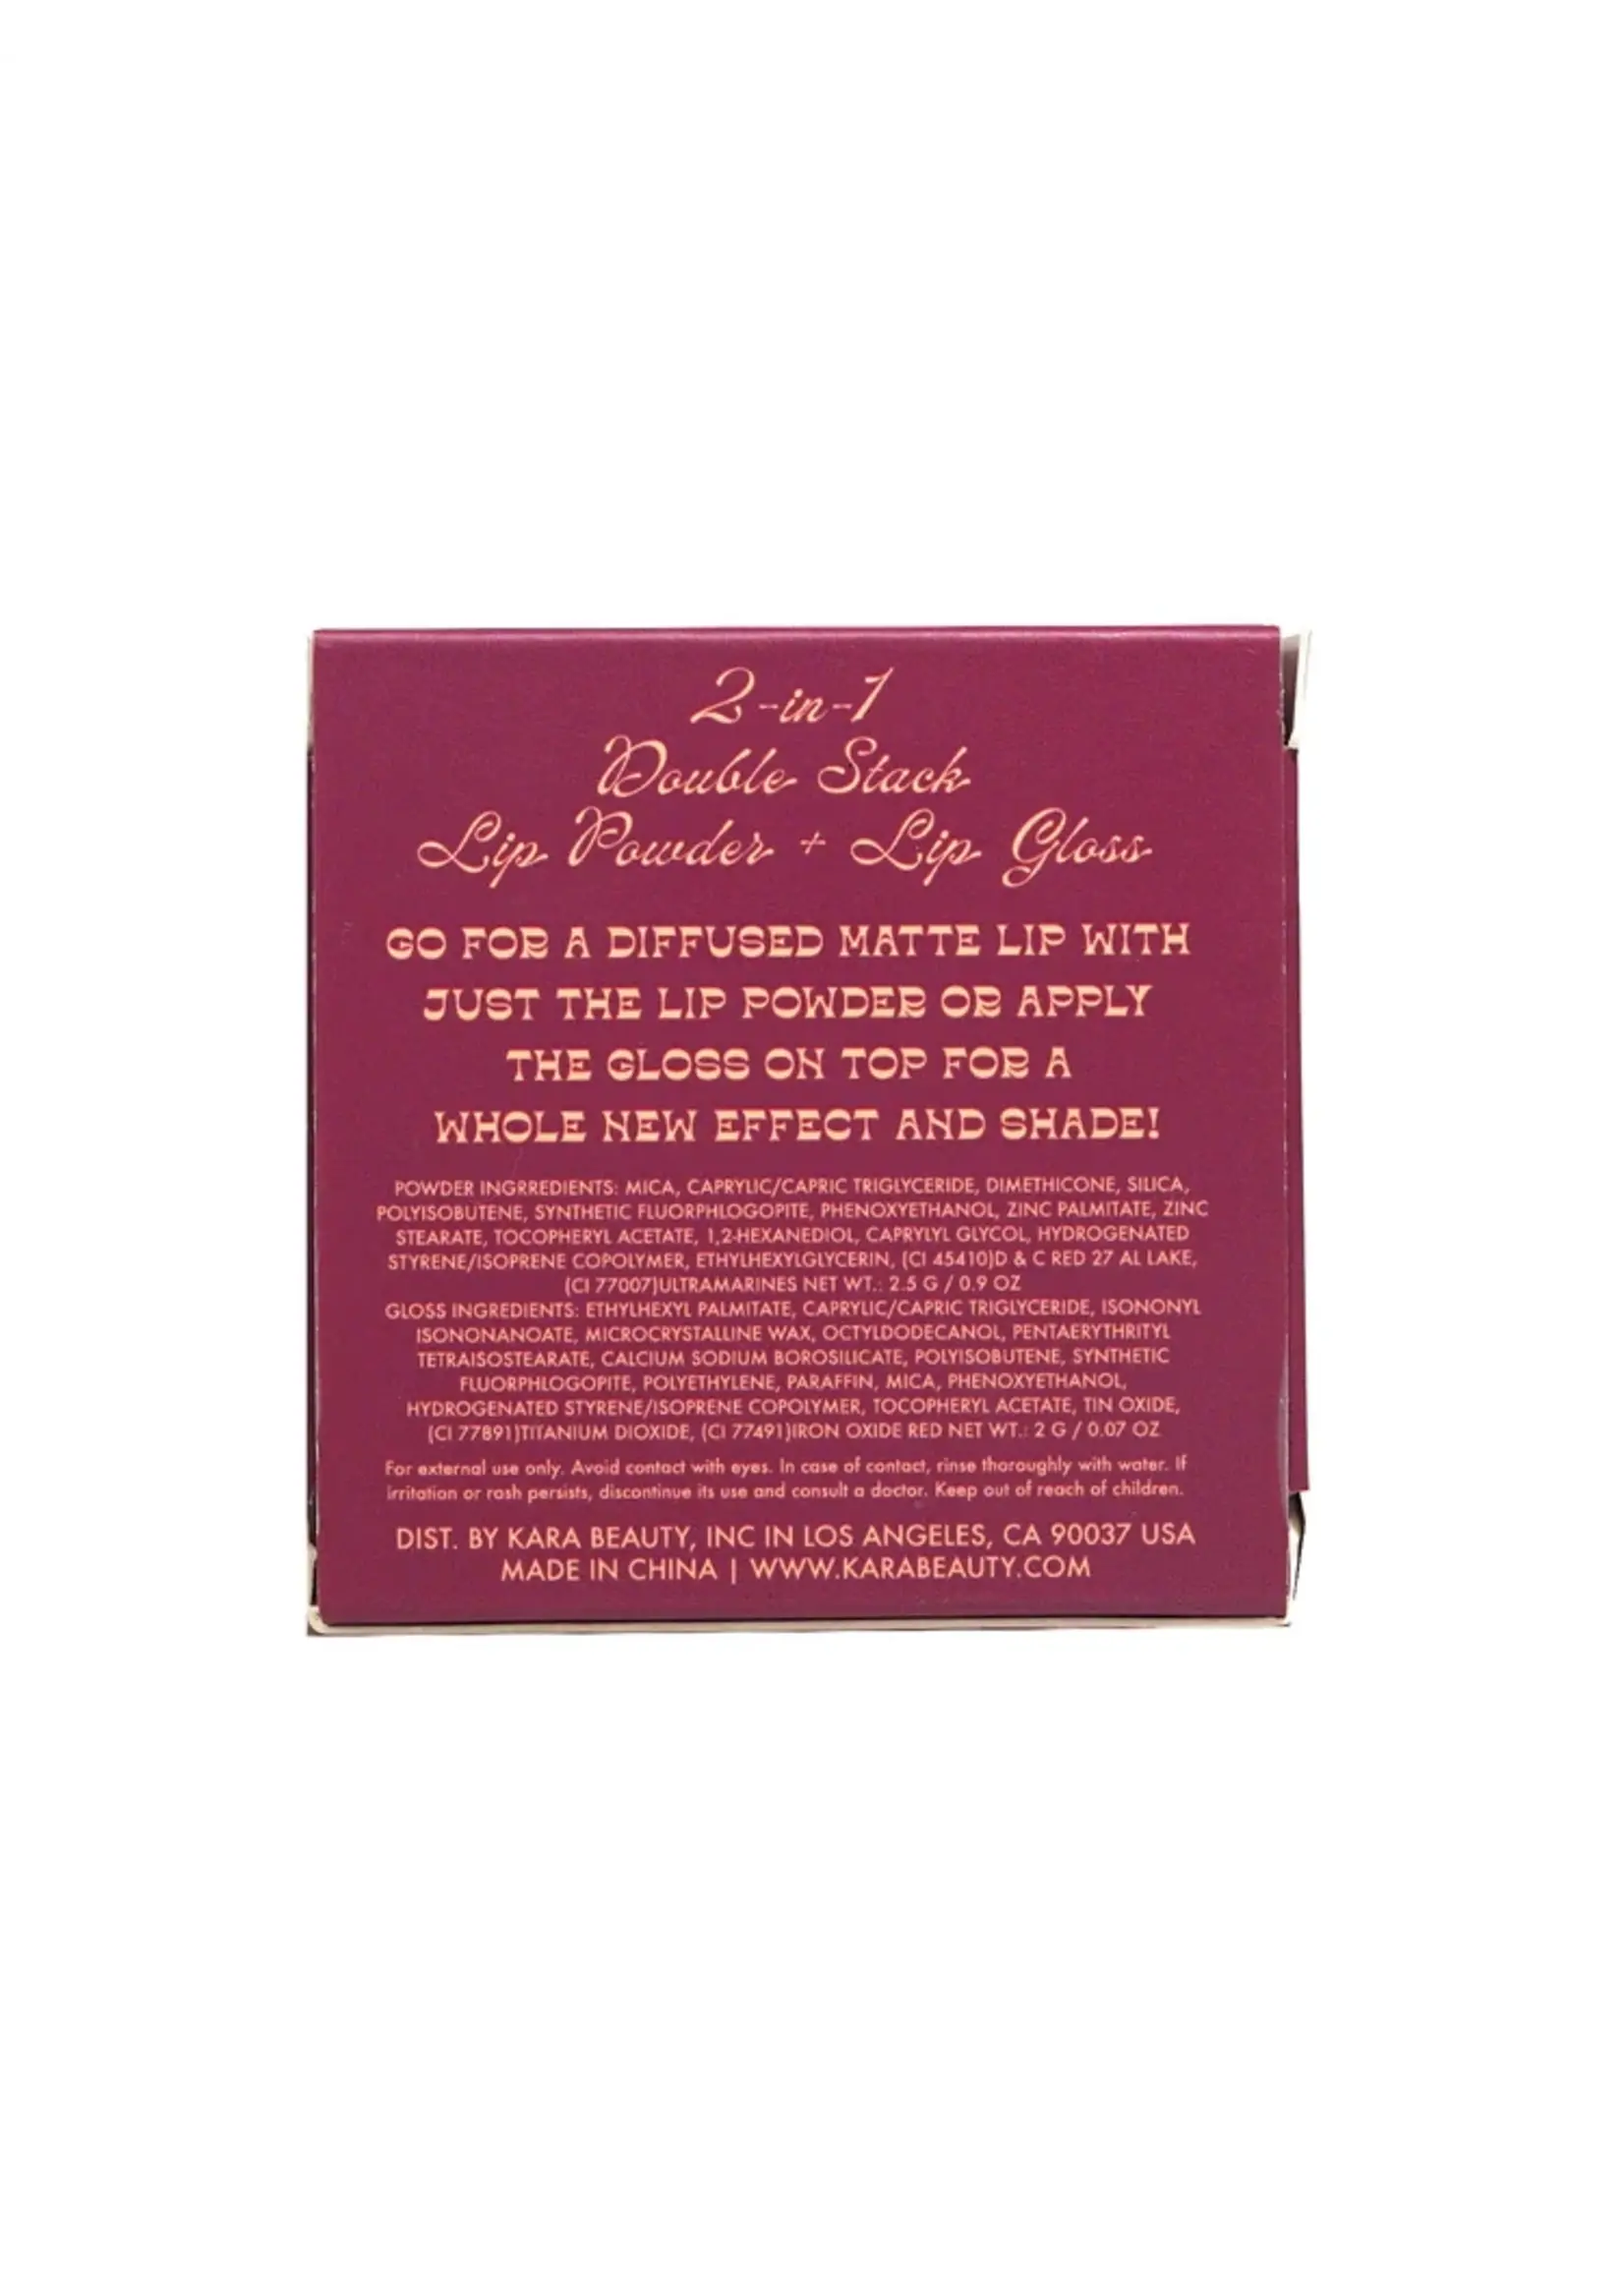 2-in-1
Double Stack
Lip Powder + Lip Gloss
GO FOR A DIFFUSED MATTE LIP WITH
JUST THE LIP POWDER OR APPLY
THE GLOSS ON TOP FOR A
WHOLE NEW EFFECT AND SHADE!
POWDER INGRREDIENTS: MICA, CAPRYLIC/CAPRIC TRIGLYCERIDE, DIMETHICONE, SILICA,
POLYISOBUTENE, SYNTHETIC FLUORPHLOGOPITE, PHENOXYETHANOL, ZINC PALMITATE, ZINC
STEARATE, TOCOPHERYL ACETATE, 1,2-HEXANEDIOL, CAPRYLYL GLYCOL, HYDROGENATED
STYRENE/ISOPRENE COPOLYMER, ETHYLHEXYLGLYCERIN, (CI 45410)D & C RED 27 AL LAKE,
(CI 77007)ULTRAMARINES NET WT.: 2.5 G / 0.9 OZ
GLOSS INGREDIENTS: ETHYLHEXYL PALMITATE, CAPRYLIC/CAPRIC TRIGLYCERIDE, ISONONYL
ISONONANOATE, MICROCRYSTALLINE WAX, OCTYLDODECANOL, PENTAERYTHRITYL
TETRAISOSTEARATE, CALCIUM SODIUM BOROSILICATE, POLYISOBUTENE, SYNTHETIC
FLUORPHLOGOPITE, POLYETHYLENE, PARAFFIN, MICA, PHENOXYETHANOL,
HYDROGENATED STYRENE/ISOPRENE COPOLYMER, TOCOPHERYL ACETATE, TIN OXIDE,
(CI 77891)TITANIUM DIOXIDE, (CI 77491)IRON OXIDE RED NET WT.: 2 G / 0.07 OZ
For external use only. Avoid contact with eyes. In case of contact, rinse thoroughly with water. If
irritation or rash persists, discontinue its use and consult a doctor. Keep out of reach of children.
DIST. BY KARA BEAUTY, INC IN LOS ANGELES, CA 90037 USA
MADE IN CHINA | WWW.KARABEAUTY.COM